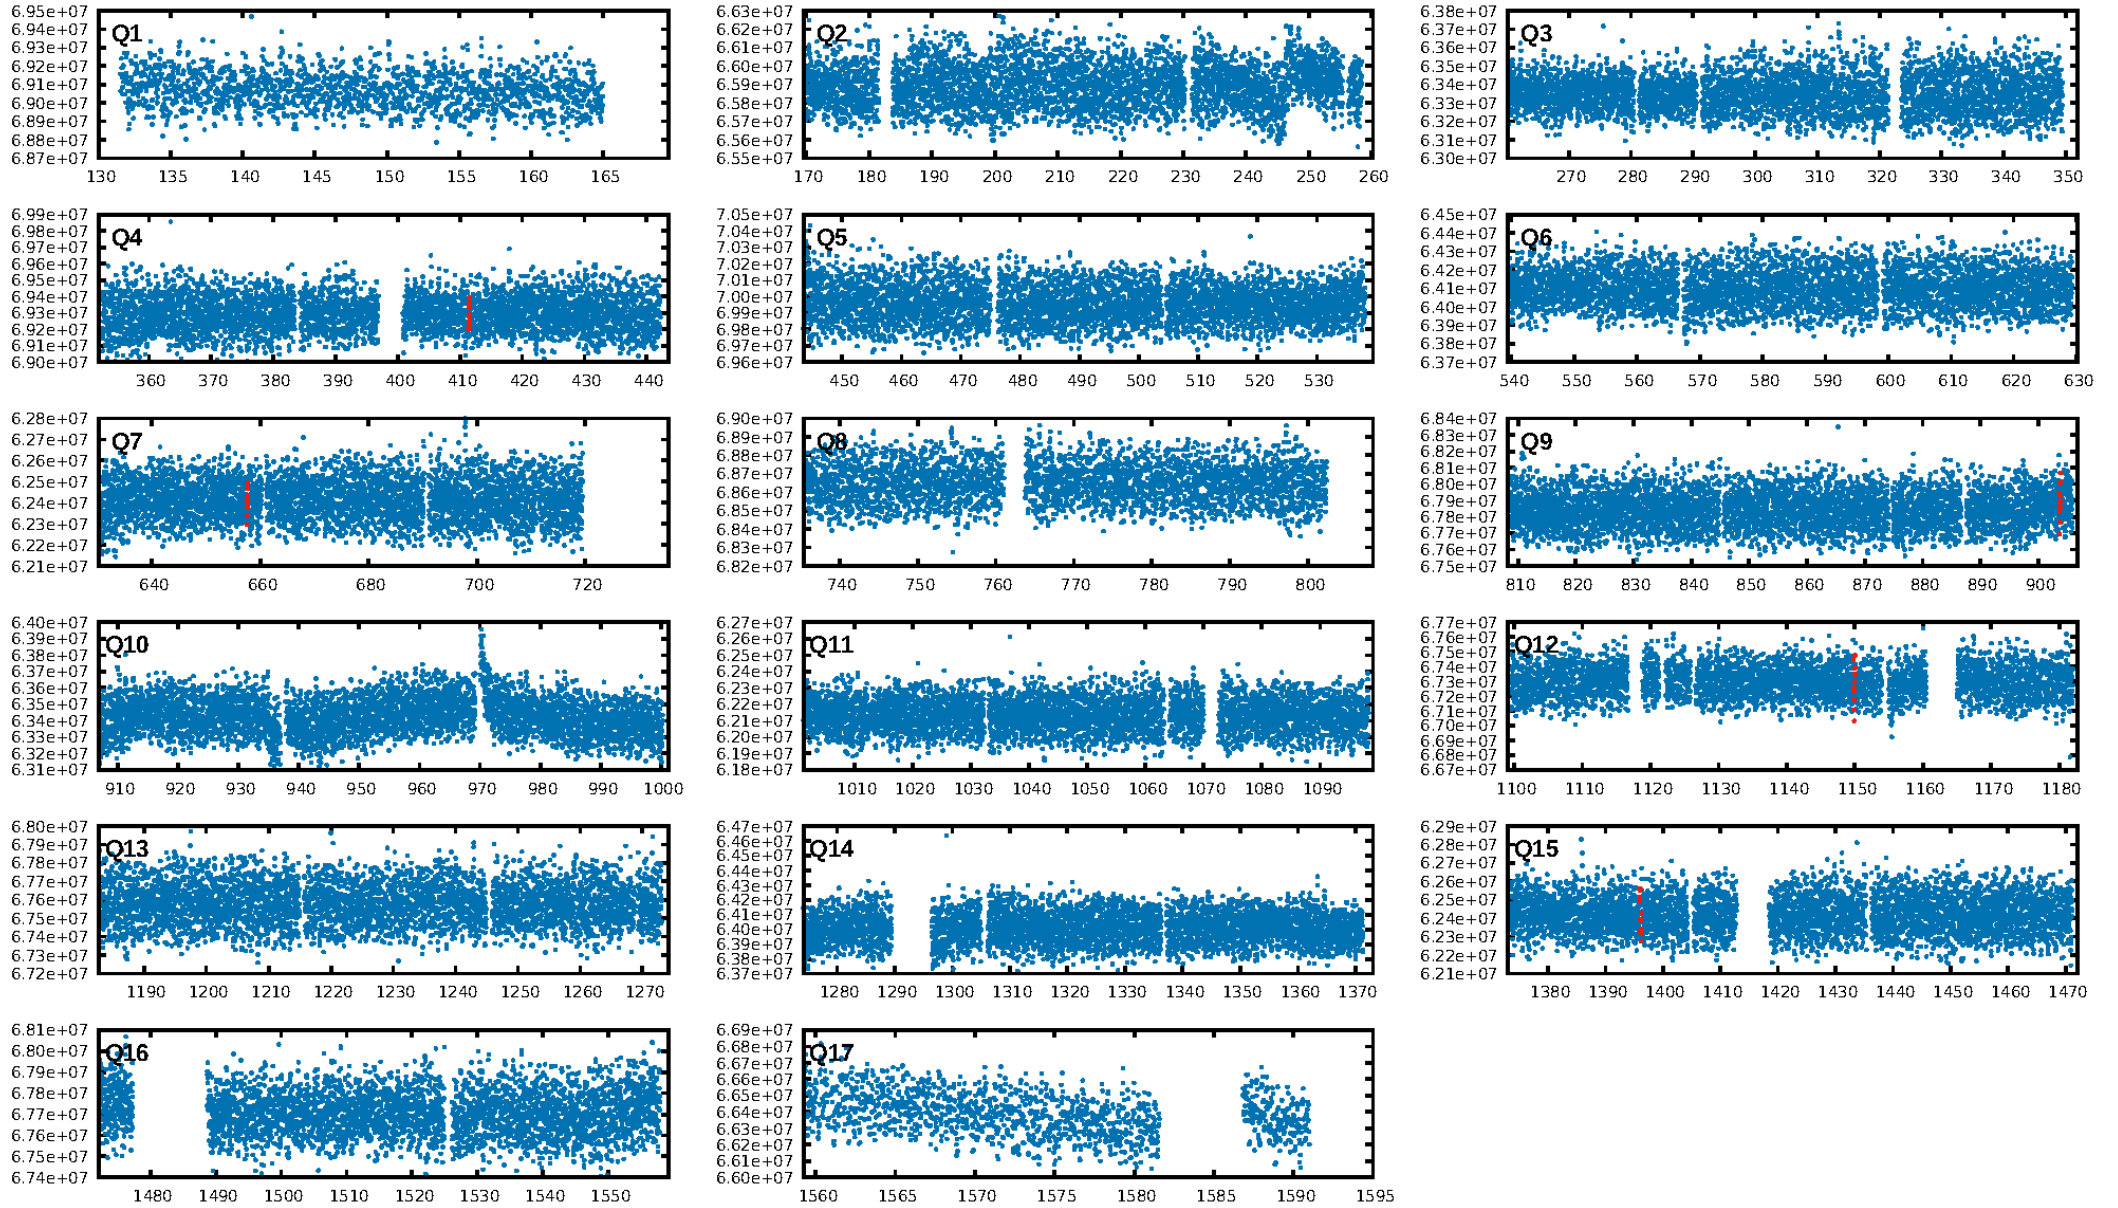 6.95e+07
6.94e+07
6.93e+07
6.92e+07
6.91e+07
6.90e+07
6.89e+07
6.88e+07
6.87e+07
Q1
130 135 140 145 150 155 160 165
6.63e+07
6.62e+07
6.61e+07
6.60e+07
6.59e+07
6.58e+07
6.57e+07
6.56e+07
6.55e+07
Q2
170 180 190 200 210 220 230 240 250 260
6.38e+07
6.37e+07
6.36e+07
6.35e+07
6.34e+07
6.33e+07
6.32e+07
6.31e+07
6.30e+07
Q3
270 280 290 300 310 320 330 340 350
6.99e+07
6.97e+07
6.96e+07
6.95e+07
6.94e+07
6.93e+07
6.92e+07
6.91e+07
6.90e+07
Q4
360 370 380 390 400 410 420 430 440
7.05e+07
7.04e+07
7.03e+07
7.02e+07
7.01e+07
7.00e+07
6.99e+07
6.98e+07
6.97e+07
6.96e+07
Q5
450 460 470 480 490 500 510 520 530
6.45e+07
6.44e+07
6.43e+07
6.42e+07
6.41e+07
6.40e+07
6.39e+07
6.38e+07
6.37e+07
Q6
540 550 560 570 580 590 600 610 620 630
6.28e+07
6.27e+07
6.26e+07
6.25e+07
6.24e+07
6.23e+07
6.22e+07
6.21e+07
Q7
640 660 680 700 720
6.90e+07
6.89e+07
6.88e+07
6.87e+07
6.86e+07
6.85e+07
6.84e+07
6.83e+07
6.82e+07
Q8
740 750 760 770 780 790 800
6.84e+07
6.83e+07
6.82e+07
6.81e+07
6.80e+07
6.79e+07
6.78e+07
6.77e+07
6.76e+07
6.75e+07
Q9
810 820 830 840 850 860 870 880 890 900
6.40e+07
6.39e+07
6.38e+07
6.37e+07
6.36e+07
6.35e+07
6.34e+07
6.33e+07
6.32e+07
6.31e+07
Q10
910 920 930 940 950 960 970 980 990 1000
6.27e+07
6.26e+07
6.25e+07
6.24e+07
6.23e+07
6.22e+07
6.21e+07
6.20e+07
6.19e+07
6.18e+07
Q11
1010 1020 1030 1040 1050 1060 1070 1080 1090
6.77e+07
6.76e+07
6.75e+07
6.74e+07
6.73e+07
6.72e+07
6.71e+07
6.70e+07
6.69e+07
6.68e+07
6.67e+07
Q12
1100 1110 1120 1130 1140 1150 1160 1170 1180
6.80e+07
6.79e+07
6.78e+07
6.77e+07
6.76e+07
6.75e+07
6.74e+07
6.73e+07
6.72e+07
Q13
1190 1200 1210 1220 1230 1240 1250 1260 1270
6.47e+07
6.46e+07
6.45e+07
6.44e+07
6.43e+07
6.42e+07
6.41e+07
6.40e+07
6.39e+07
6.38e+07
6.37e+07
Q14
1280 1290 1300 1310 1320 1330 1340 1350 1360 1370
6.29e+07
6.28e+07
6.27e+07
6.26e+07
6.25e+07
6.24e+07
6.23e+07
6.22e+07
6.21e+07
Q15
1380 1390 1400 1410 1420 1430 1440 1450 1460 1470
6.81e+07
6.80e+07
6.79e+07
6.78e+07
6.77e+07
6.76e+07
6.75e+07
6.74e+07
Q16
1480 1490 1500 1510 1520 1530 1540 1550
6.69e+07
6.68e+07
6.67e+07
6.66e+07
6.65e+07
6.64e+07
6.63e+07
6.62e+07
6.61e+07
6.60e+07
Q17
1560 1565 1570 1575 1580 1585 1590 1595